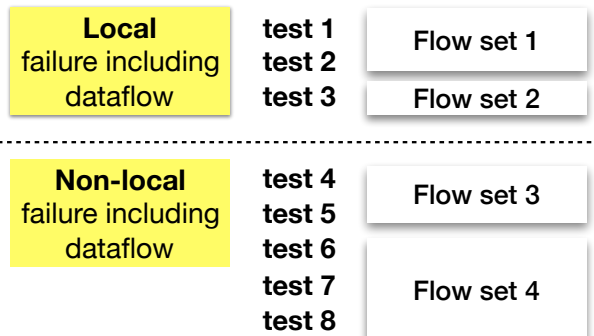 Local
failure including
dataflow
test 1
test 2
test 3
Flow set 1
Flow set 2
Non-local
failure including
dataflow
test 4
test 5
test 6
test 7
test 8
Flow set 3
Flow set 4